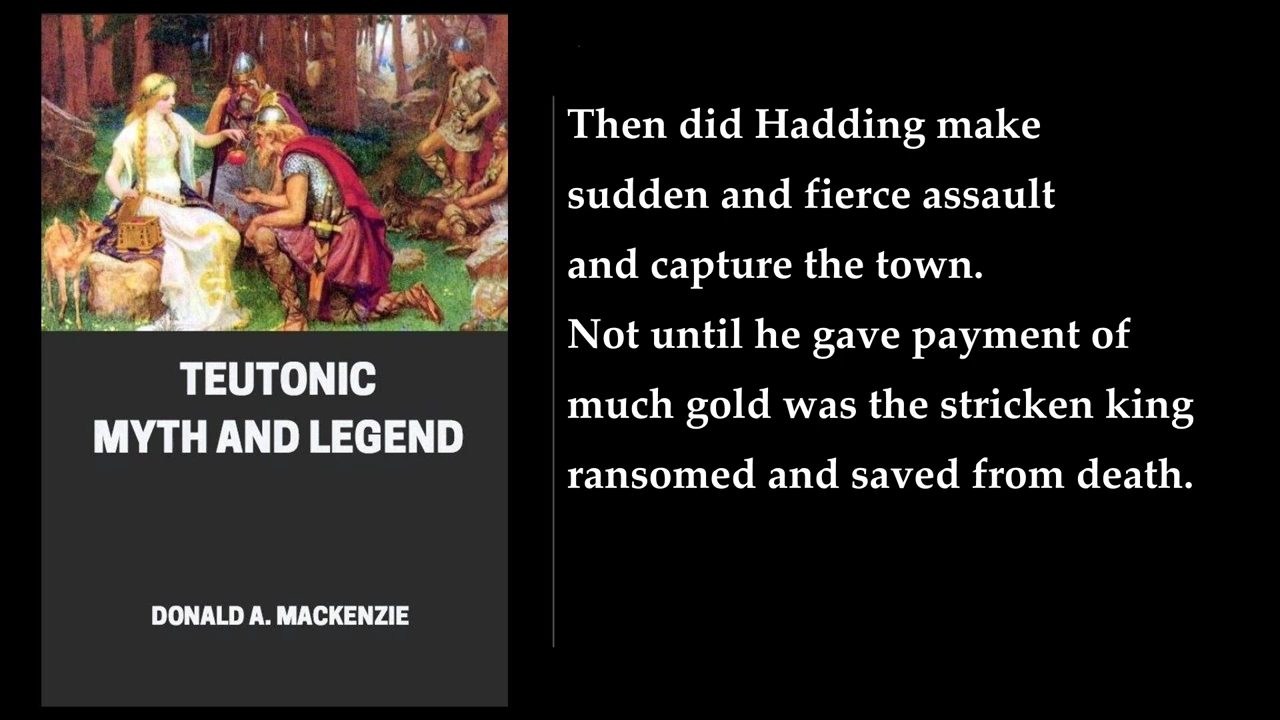 TEUTONIC
MYTH AND LEGEND
DONALD A. MACKENZIE
Then did Hadding make
sudden and fierce assault
and capture the town.
Not until he gave payment of
much gold was the stricken king
ransomed and saved from death.